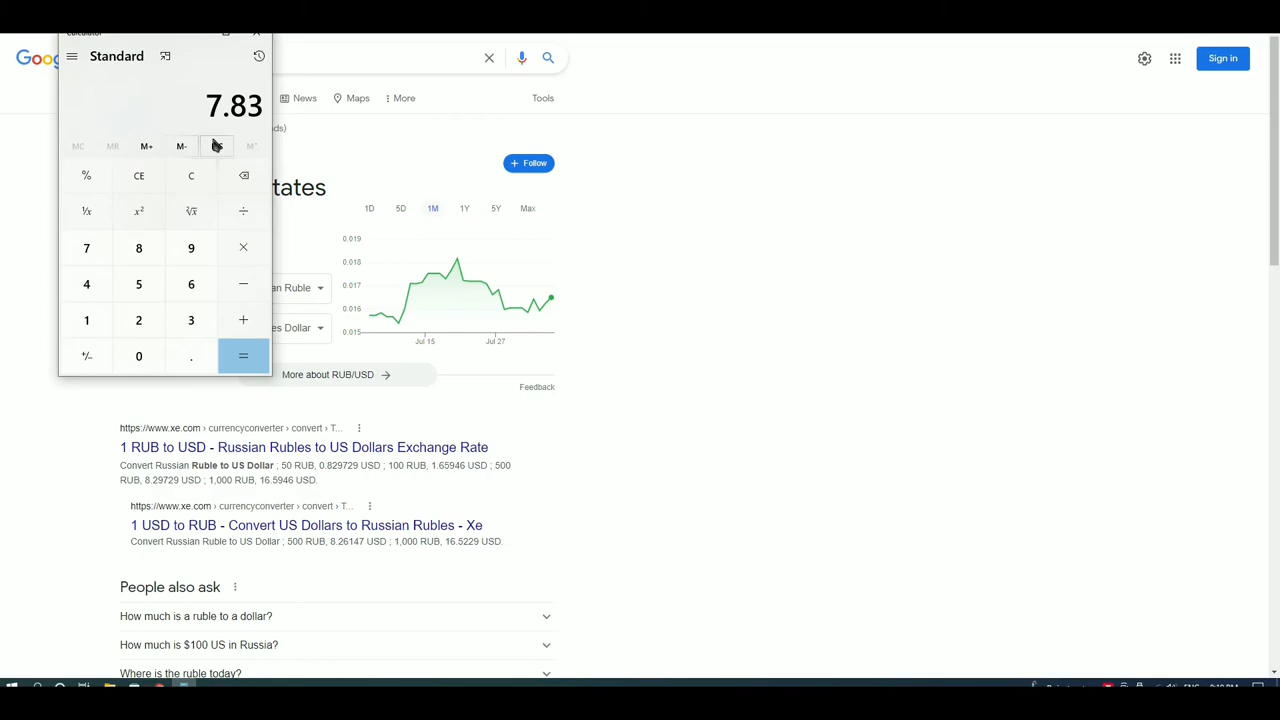 Goo
Sign in
Standard
7.83
MC MR M+ M- M˅
% CE C
¹/x x² ²√x ÷
7 8 9 ×
4 5 6 −
1 2 3 +
+/- 0 . =
News Maps More Tools
ds)
+ Follow
tates
1D 5D 1M 1Y 5Y Max
0.019
0.018
0.017
0.016
0.015
Jul 15 Jul 27
an Ruble
es Dollar
More about RUB/USD →
Feedback
https://www.xe.com › currencyconverter › convert › T...
1 RUB to USD - Russian Rubles to US Dollars Exchange Rate
Convert Russian Ruble to US Dollar ; 50 RUB, 0.829729 USD ; 100 RUB, 1.65946 USD ; 500
RUB, 8.29729 USD ; 1,000 RUB, 16.5946 USD.
https://www.xe.com › currencyconverter › convert › T...
1 USD to RUB - Convert US Dollars to Russian Rubles - Xe
Convert Russian Ruble to US Dollar ; 500 RUB, 8.26147 USD ; 1,000 RUB, 16.5229 USD.
People also ask
How much is a ruble to a dollar?
How much is $100 US in Russia?
Where is the ruble today?